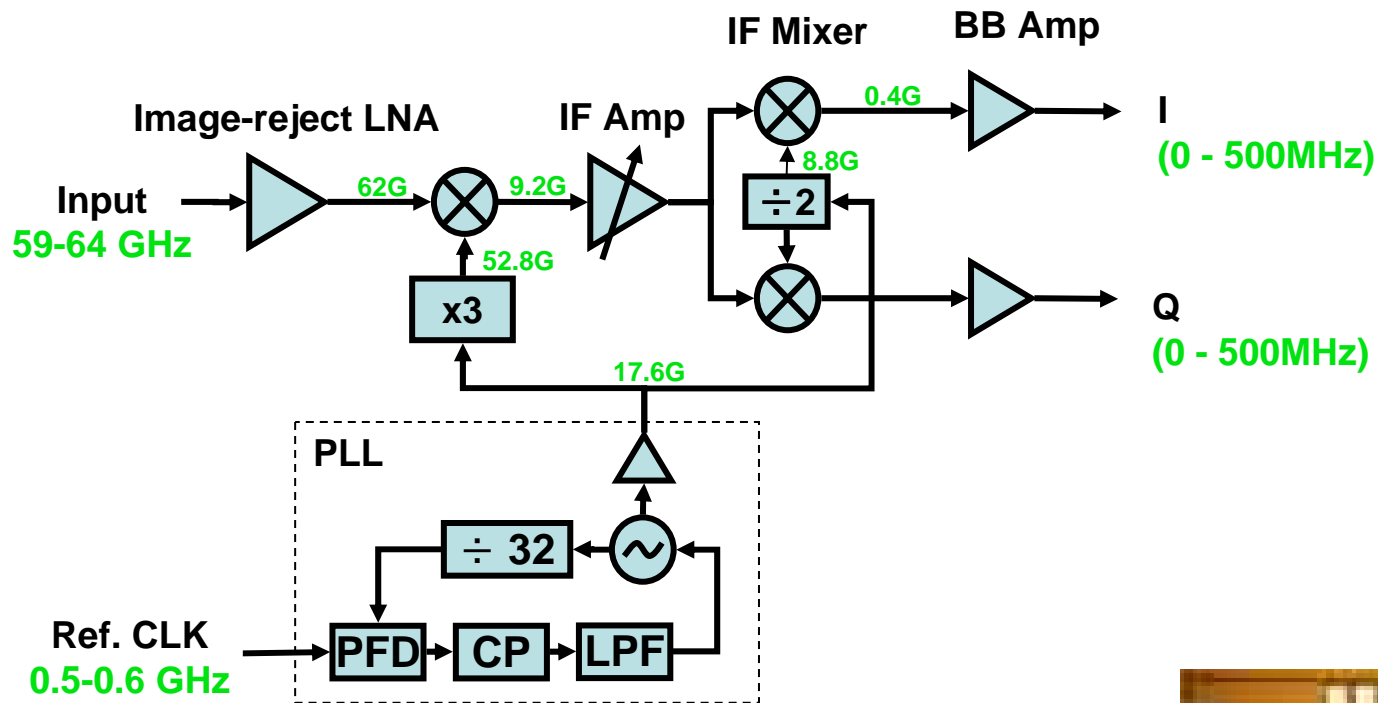 IF Mixer
BB Amp
Image-reject LNA
IF Amp
0.4G
I
(0 - 500MHz)
Input
59-64 GHz
62G
9.2G
8.8G
÷2
52.8G
x3
Q
(0 - 500MHz)
17.6G
PLL
÷ 32
Ref. CLK
0.5-0.6 GHz
PFD
CP
LPF